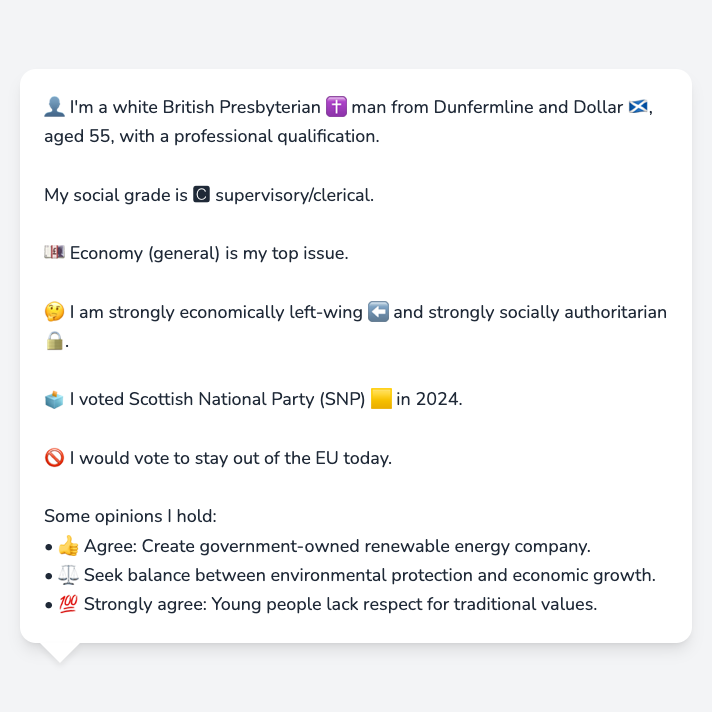 👤 I'm a white British Presbyterian ✝️ man from Dunfermline and Dollar 🏴󠁧󠁢󠁳󠁣󠁴󠁿,
aged 55, with a professional qualification.
My social grade is 🅲 supervisory/clerical.
💷 Economy (general) is my top issue.
🤔 I am strongly economically left-wing ⬅️ and strongly socially authoritarian
🔒.
🗳️ I voted Scottish National Party (SNP) 🟨 in 2024.
🚫 I would vote to stay out of the EU today.
Some opinions I hold:
• 👍 Agree: Create government-owned renewable energy company.
• ⚖️ Seek balance between environmental protection and economic growth.
• 💯 Strongly agree: Young people lack respect for traditional values.